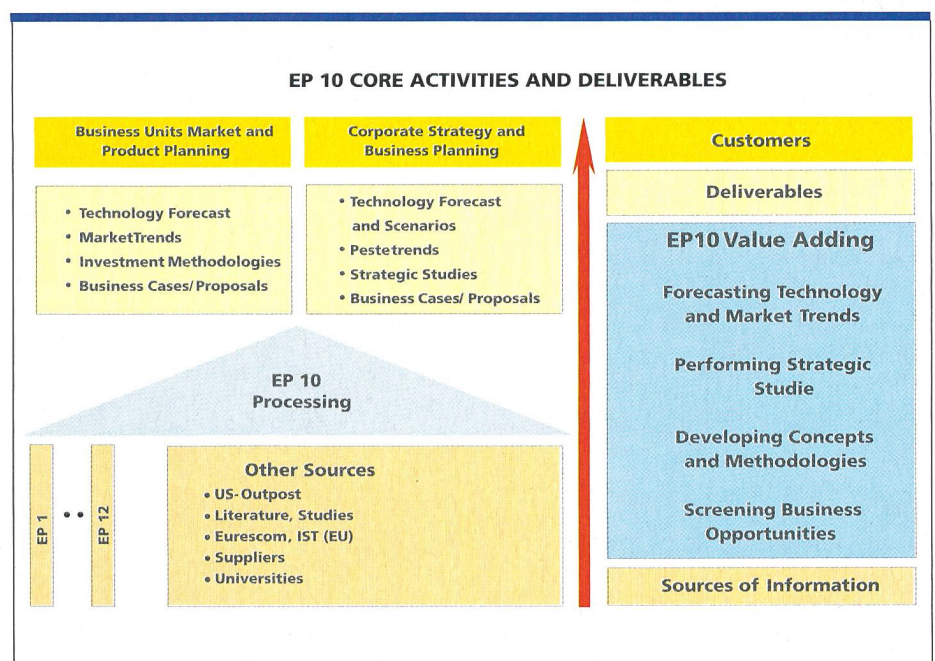 EP 10 CORE ACTIVITIES AND DELIVERABLES
Business Units Market and
Product Planning
Corporate Strategy and
Business Planning
Customers
• Technology Forecast
• MarketTrends
• Investment Methodologies
• Business Cases/Proposals
• Technology Forecast
and Scenarios
• Pestetrends
• Strategic Studies
• Business Cases/ Proposals
Deliverables
EP10 Value Adding
Forecasting Technology
and Market Trends
Performing Strategic
Studie
Developing Concepts
and Methodologies
Screening Business
Opportunities
EP 10
Processing
EP 1
• •
EP 12
Other Sources
• US-Outpost
• Literature, Studies
• Eurescom, IST (EU)
• Suppliers
• Universities
Sources of Information